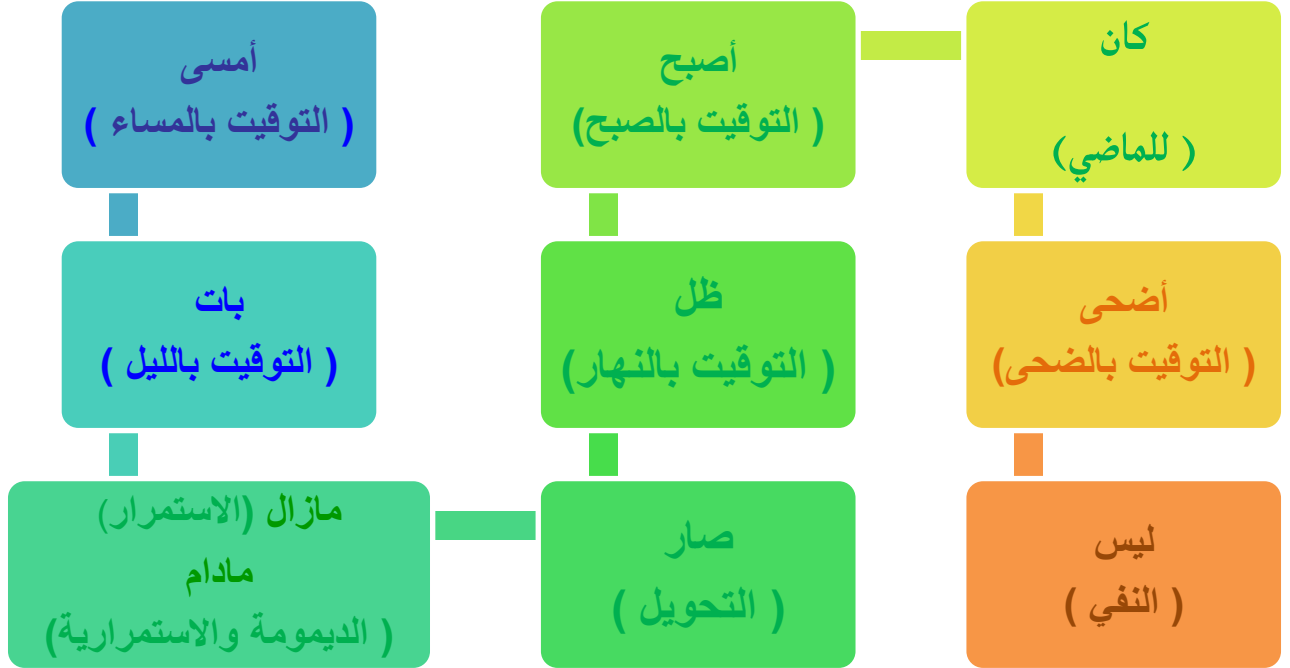 كان
( للماضي)
أصبح
( التوقيت بالصبح)
أمسى
( التوقيت بالمساء )
أضحى
( التوقيت بالضحى)
ظل
( التوقيت بالنهار)
بات
( التوقيت بالليل )
ليس
( النفي )
صار
( التحويل )
مازال (الاستمرار)
مادام
( الديمومة والاستمرارية)